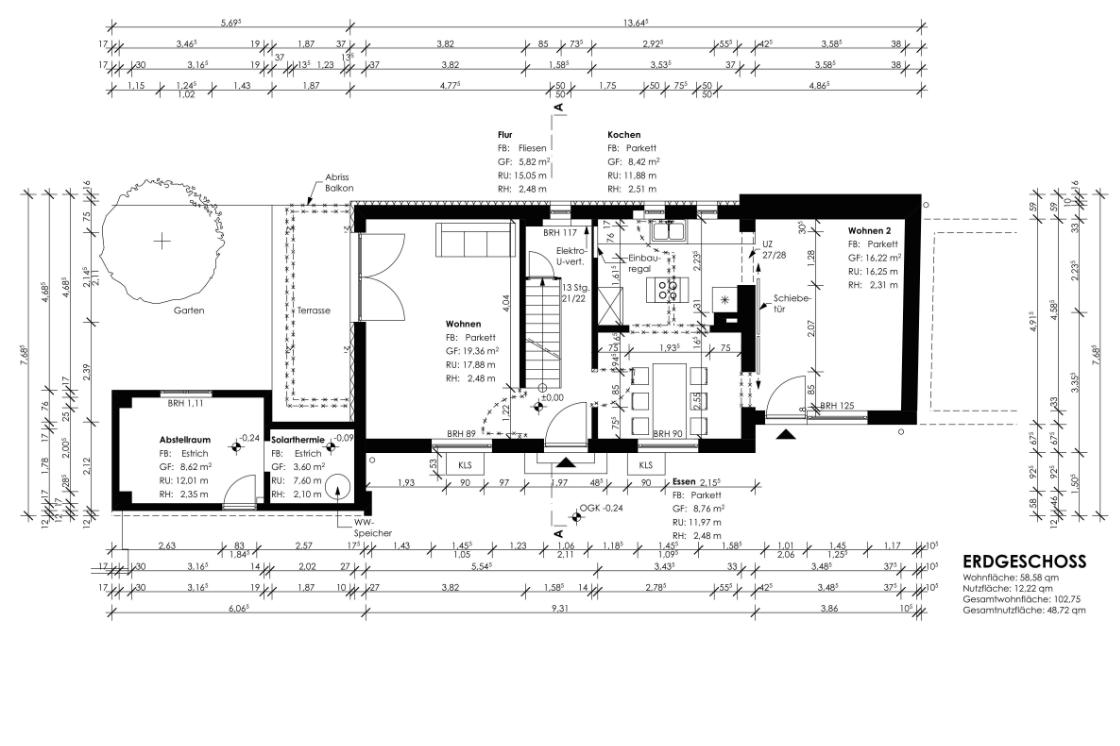 5,69⁵ 13,64⁵
17 3,46⁵ 19 1,87 37 3,82 85 73⁵ 2,92⁵ 55⁵ 42⁵ 3,58⁵ 38
37 13⁵
17 30 3,16⁵ 19 13⁵ 1,23 37 3,82 1,58⁵ 3,53⁵ 37 3,58⁵ 38
1,15 1,24⁵ 1,43 1,87 4,77⁵ 50 1,75 50 75⁵ 50 4,86⁵
1,02 50 50
A
Flur
FB: Fliesen
GF: 5,82 m²
RU: 15,05 m
RH: 2,48 m
Kochen
FB: Parkett
GF: 8,42 m²
RU: 11,88 m
RH: 2,51 m
Abriss
Balkon
BRH 117
Elektro-
U-vert.
Einbau-
regal
13 Stg.
21/22
UZ
27/28
Schiebe-
tür
Wohnen 2
FB: Parkett
GF: 16,22 m²
RU: 16,25 m
RH: 2,31 m
Garten
Terrasse
Wohnen
FB: Parkett
GF: 19,36 m²
RU: 17,88 m
RH: 2,48 m
4,04
1,22
±0,00
17
76
1,61⁵
2,23⁵
31
16⁵
16⁵
75 1,93⁵ 75
94⁵
85
75⁵
2,55
30⁵
1,28
2,07
85
8
BRH 125
BRH 1,11
BRH 89
BRH 90
-0,24
-0,09
Abstellraum
FB: Estrich
GF: 8,62 m²
RU: 12,01 m
RH: 2,35 m
Solarthermie
FB: Estrich
GF: 3,60 m²
RU: 7,60 m
RH: 2,10 m
WW-
Speicher
53
KLS
KLS
1,93 90 97 1,97 48⁵ 90 2,15⁵
Essen
FB: Parkett
GF: 8,76 m²
RU: 11,97 m
RH: 2,48 m
OGK -0.24
A
7,68⁵
4,68⁵
76
17
1,78
17
12
4,68⁵
17
25
2,00⁵
28⁵
17
12
16
75
2,14⁵
2,11
2,39
2,12
12
59
4,91⁵
67⁵
92⁵
58
59
4,58⁵
33
67⁵
92⁵
46
12
16
10
33
2,23⁵
3,35⁵
1,50⁵
12
7,68⁵
2,63 83 2,57 17⁵ 1,43 1,45⁵ 1,23 1,06 1,18⁵ 1,45⁵ 1,58⁵ 1,01 1,45 1,17 10⁵
1,84⁵ 1,05 2,11 1,09⁵ 2,06 1,25⁵
17 30 3,16⁵ 14 2,02 27 5,54⁵ 3,43⁵ 33 3,48⁵ 37⁵ 10⁵
17 30 3,16⁵ 19 1,87 10 27 3,82 1,58⁵ 14 2,78⁵ 55⁵ 42⁵ 3,48⁵ 37⁵ 10⁵
6,06⁵ 9,31 3,86 10⁵
ERDGESCHOSS
Wohnfläche: 58,58 qm
Nutzfläche: 12,22 qm
Gesamtwohnfläche: 102,75
Gesamtnutzfläche: 48,72 qm